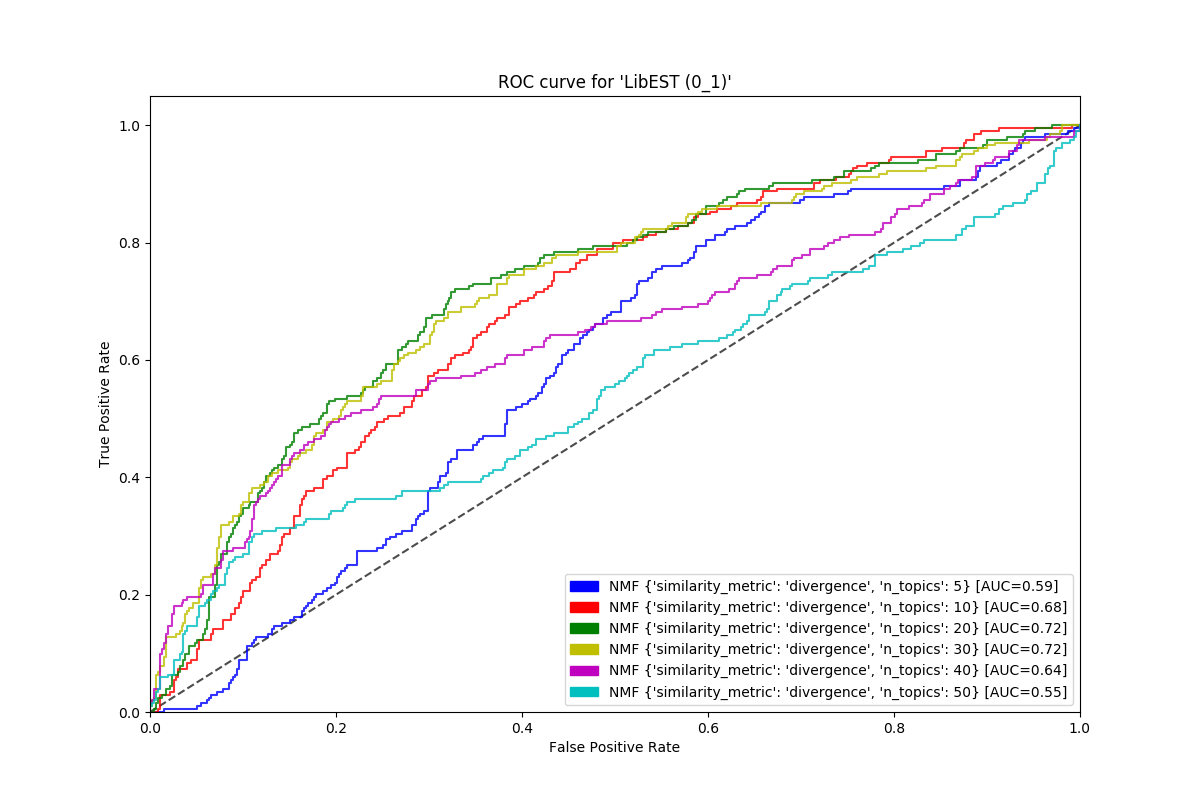 ROC curve for 'LibEST (0_1)'
1.0
0.8
0.6
0.4
0.2
0.0
True Positive Rate
0.0 0.2 0.4 0.6 0.8 1.0
False Positive Rate
NMF {'similarity_metric': 'divergence', 'n_topics': 5} [AUC=0.59]
NMF {'similarity_metric': 'divergence', 'n_topics': 10} [AUC=0.68]
NMF {'similarity_metric': 'divergence', 'n_topics': 20} [AUC=0.72]
NMF {'similarity_metric': 'divergence', 'n_topics': 30} [AUC=0.72]
NMF {'similarity_metric': 'divergence', 'n_topics': 40} [AUC=0.64]
NMF {'similarity_metric': 'divergence', 'n_topics': 50} [AUC=0.55]